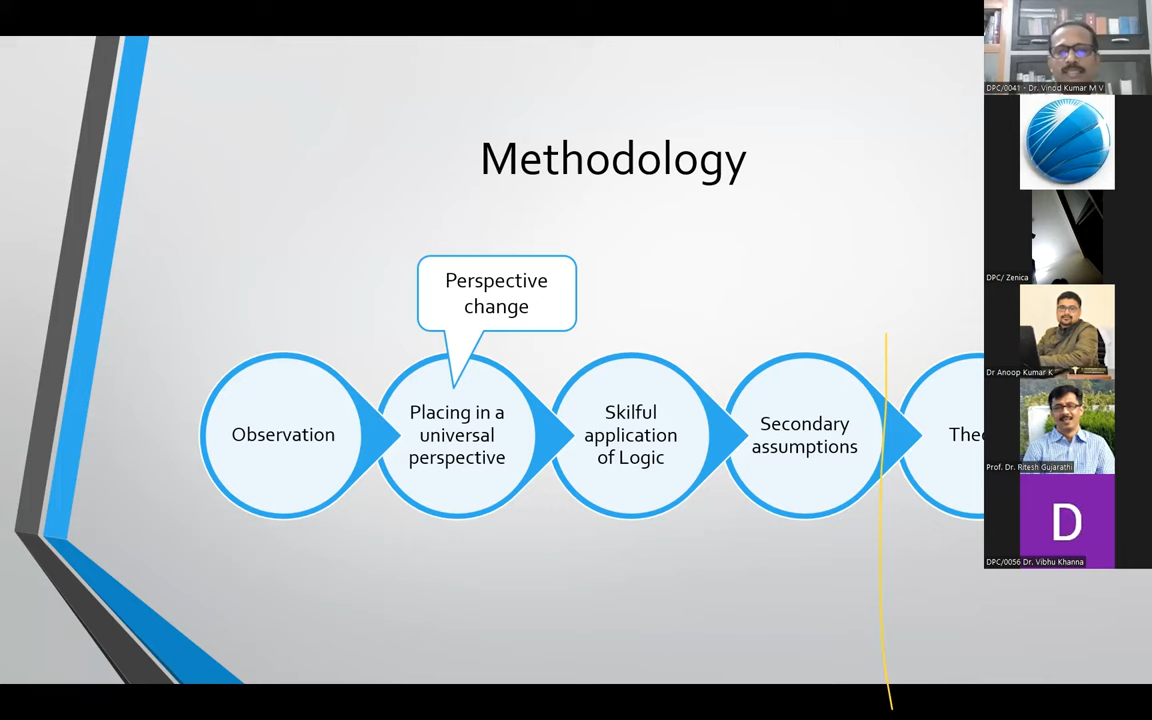 Methodology
Perspective
change
Observation
Placing in a
universal
perspective
Skilful
application
of Logic
Secondary
assumptions
DPC/0041 - Dr. Vinod Kumar M V
DPC/ Zenica
Dr Anoop Kumar K
Prof. Dr. Ritesh Gujarathi
D
DPC/0056 Dr. Vibhu Khanna